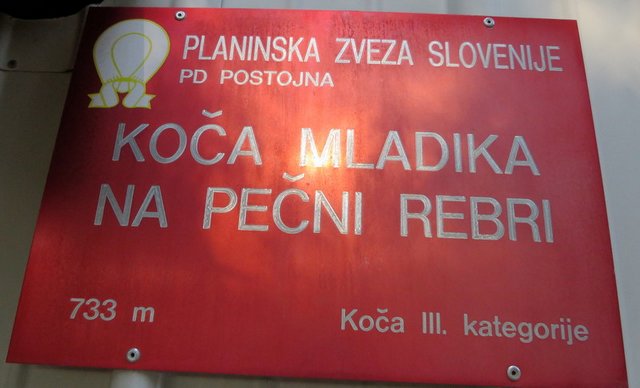 PLANINSKA ZVEZA SLOVENIJE
PD POSTOJNA
KOČA MLADIKA
NA PEČNI REBRI
733 m
Koča III. kategorije